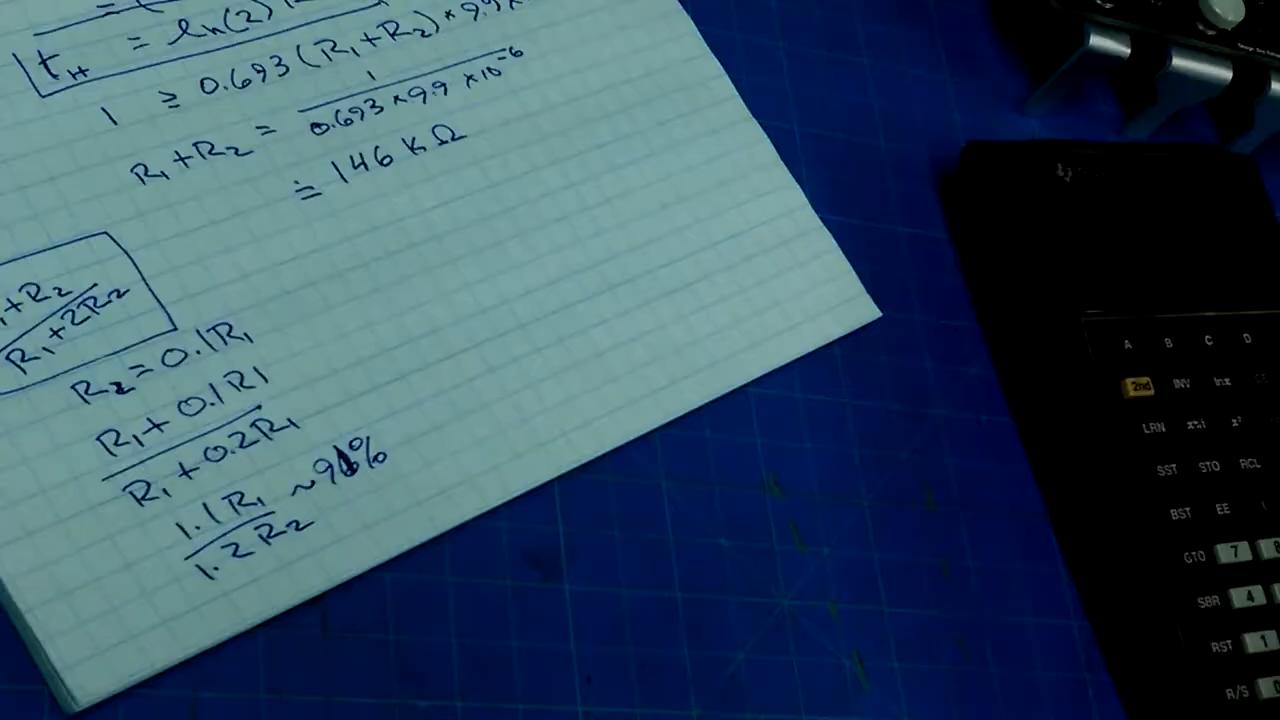 t_H = ln(2)
1 ≥ 0.693 (R₁+R₂) × 9.9 ×
R₁+R₂ = 1
0.693 × 9.9 × 10⁻⁶
≐ 146 K Ω
+R₂
R₁+2R₂
R₂ = 0.1R₁
R₁ + 0.1R1
R₁ + 0.2R₁
1.1R₁ ~ 91%
1.2R₂
A B C D
2nd INV lnx
LRN x⇄t x²
SST STO RCL
BST EE (
GTO 7
SBR 4
RST 1
R/S